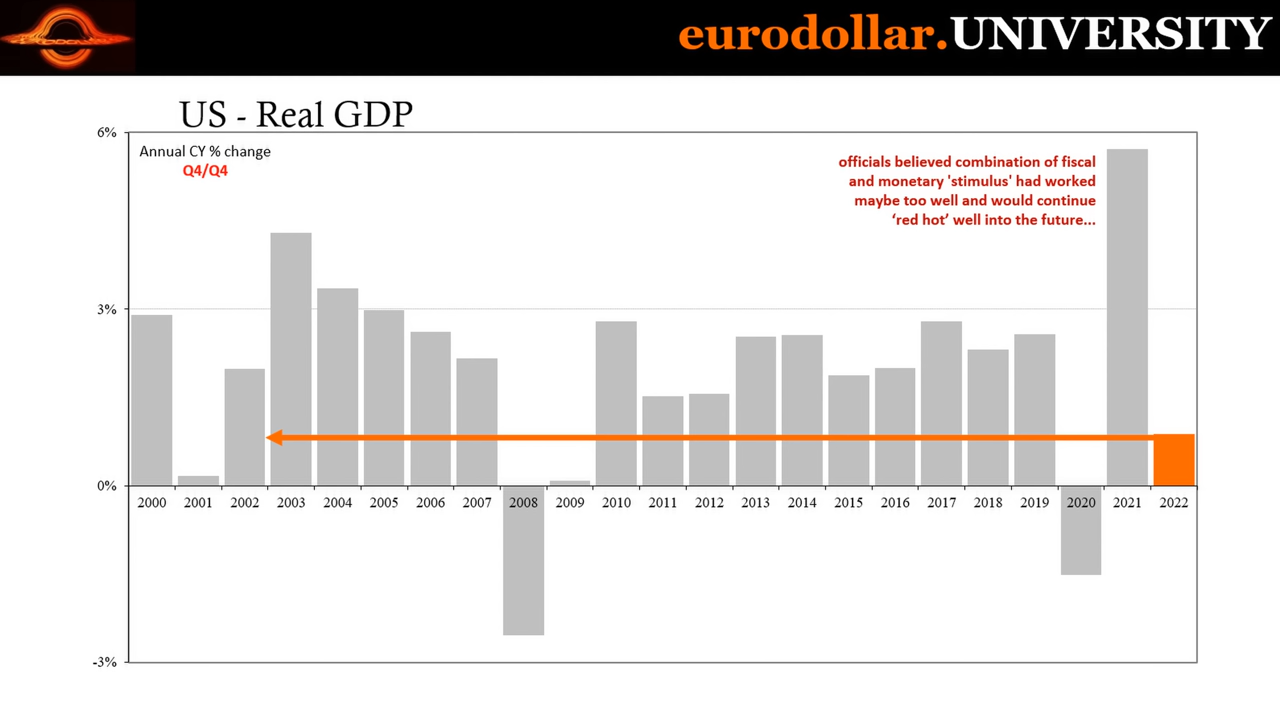 eurodollar.UNIVERSITY
US - Real GDP
6%
Annual CY % change
Q4/Q4
officials believed combination of fiscal
and monetary 'stimulus' had worked
maybe too well and would continue
‘red hot’ well into the future...
3%
0%
2000 2001 2002 2003 2004 2005 2006 2007 2008 2009 2010 2011 2012 2013 2014 2015 2016 2017 2018 2019 2020 2021 2022
-3%